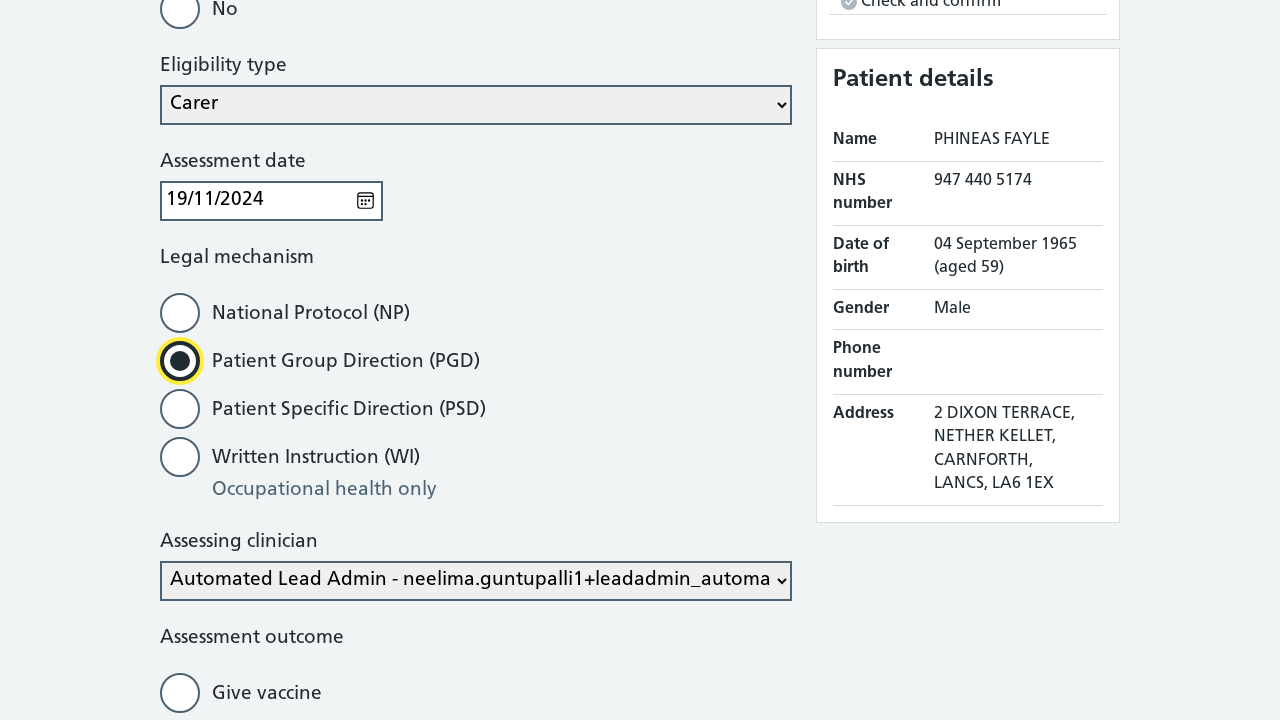 No
Eligibility type
Carer
Assessment date
19/11/2024
Legal mechanism
National Protocol (NP)
Patient Group Direction (PGD)
Patient Specific Direction (PSD)
Written Instruction (WI)
Occupational health only
Assessing clinician
Automated Lead Admin - neelima.guntupalli1+leadadmin_automa
Assessment outcome
Give vaccine
Check and confirm
Patient details
Name PHINEAS FAYLE
NHS number 947 440 5174
Date of birth 04 September 1965 (aged 59)
Gender Male
Phone number
Address 2 DIXON TERRACE,
NETHER KELLET,
CARNFORTH,
LANCS, LA6 1EX